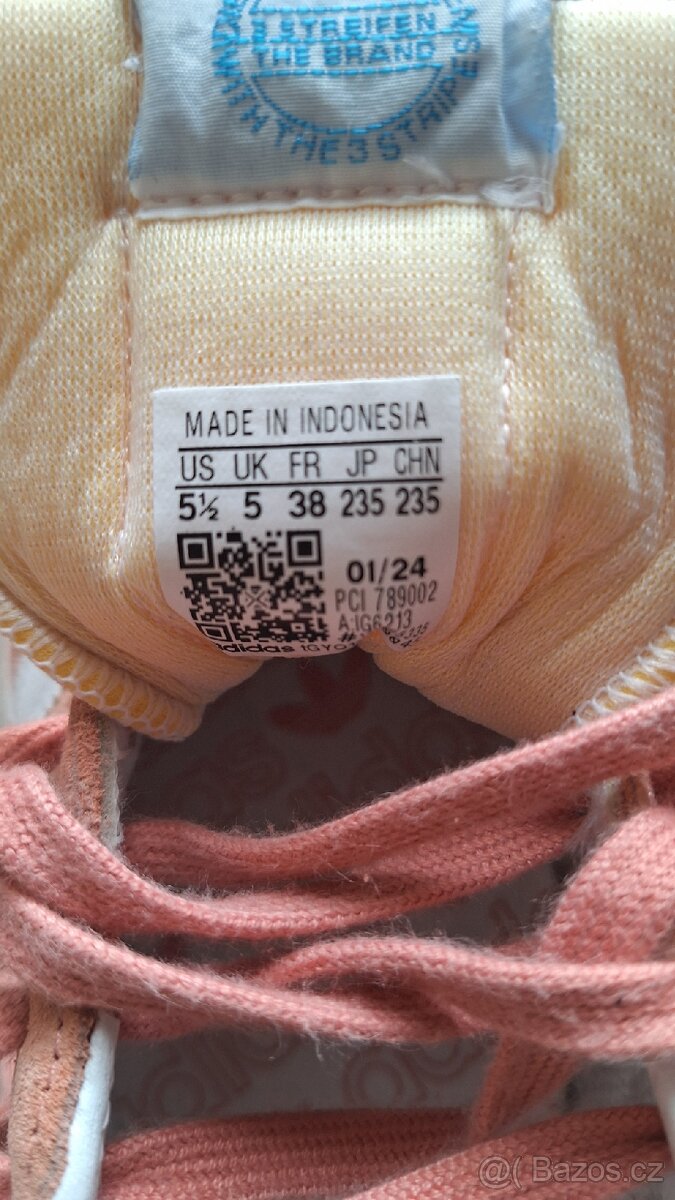 3 STREIFEN
THE BRAND
WITH THE 3 STRIPES
MADE IN INDONESIA
US UK FR JP CHN
5½ 5 38 235 235
01/24
PCI 789002
adidas
@( Bazos.cz